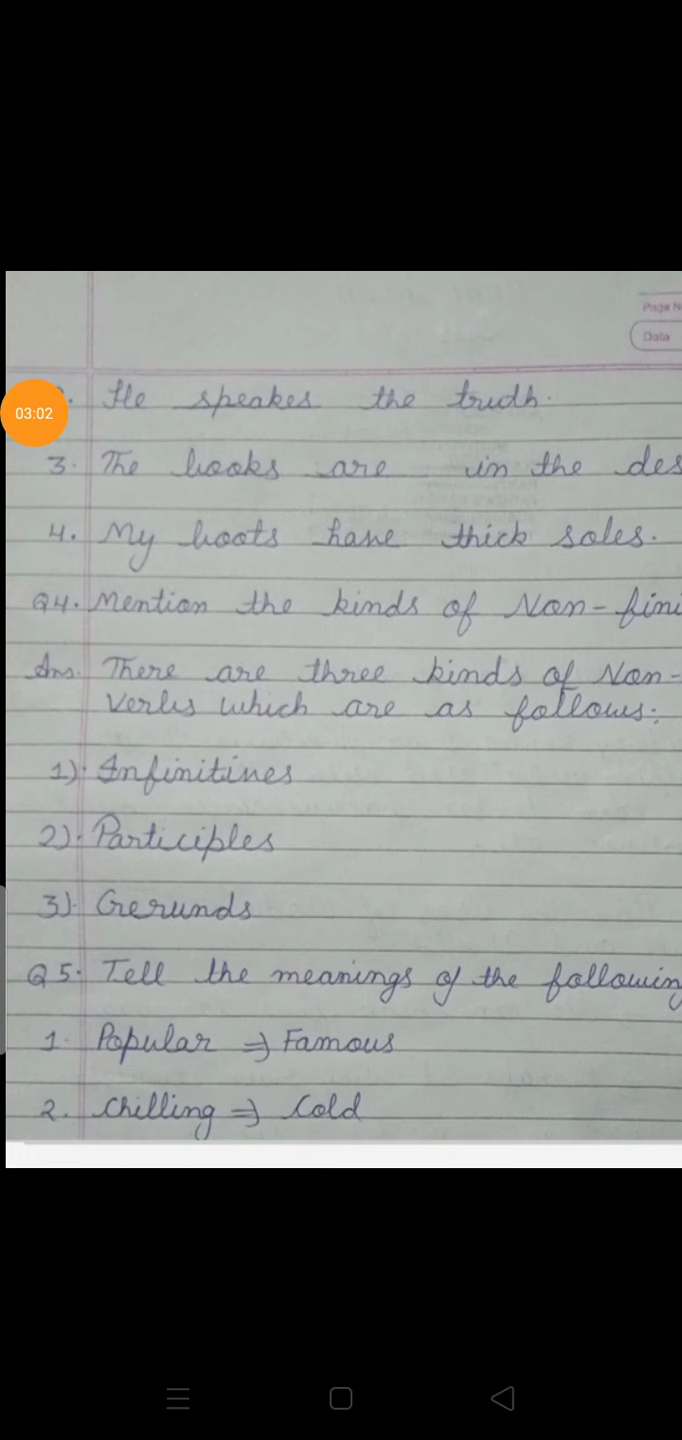 Page N
Date
03:02
. He speakes the trudh.
3. The books are in the des
4. My boots have thick soles.
Q4. Mention the kinds of Non-fini
Ans. There are three kinds of Non-
Verbs which are as follows:
1). Infinitives
2). Participles
3). Gerunds
Q5. Tell the meanings of the followin
1. Popular ⇒ Famous
2. Chilling ⇒ Cold